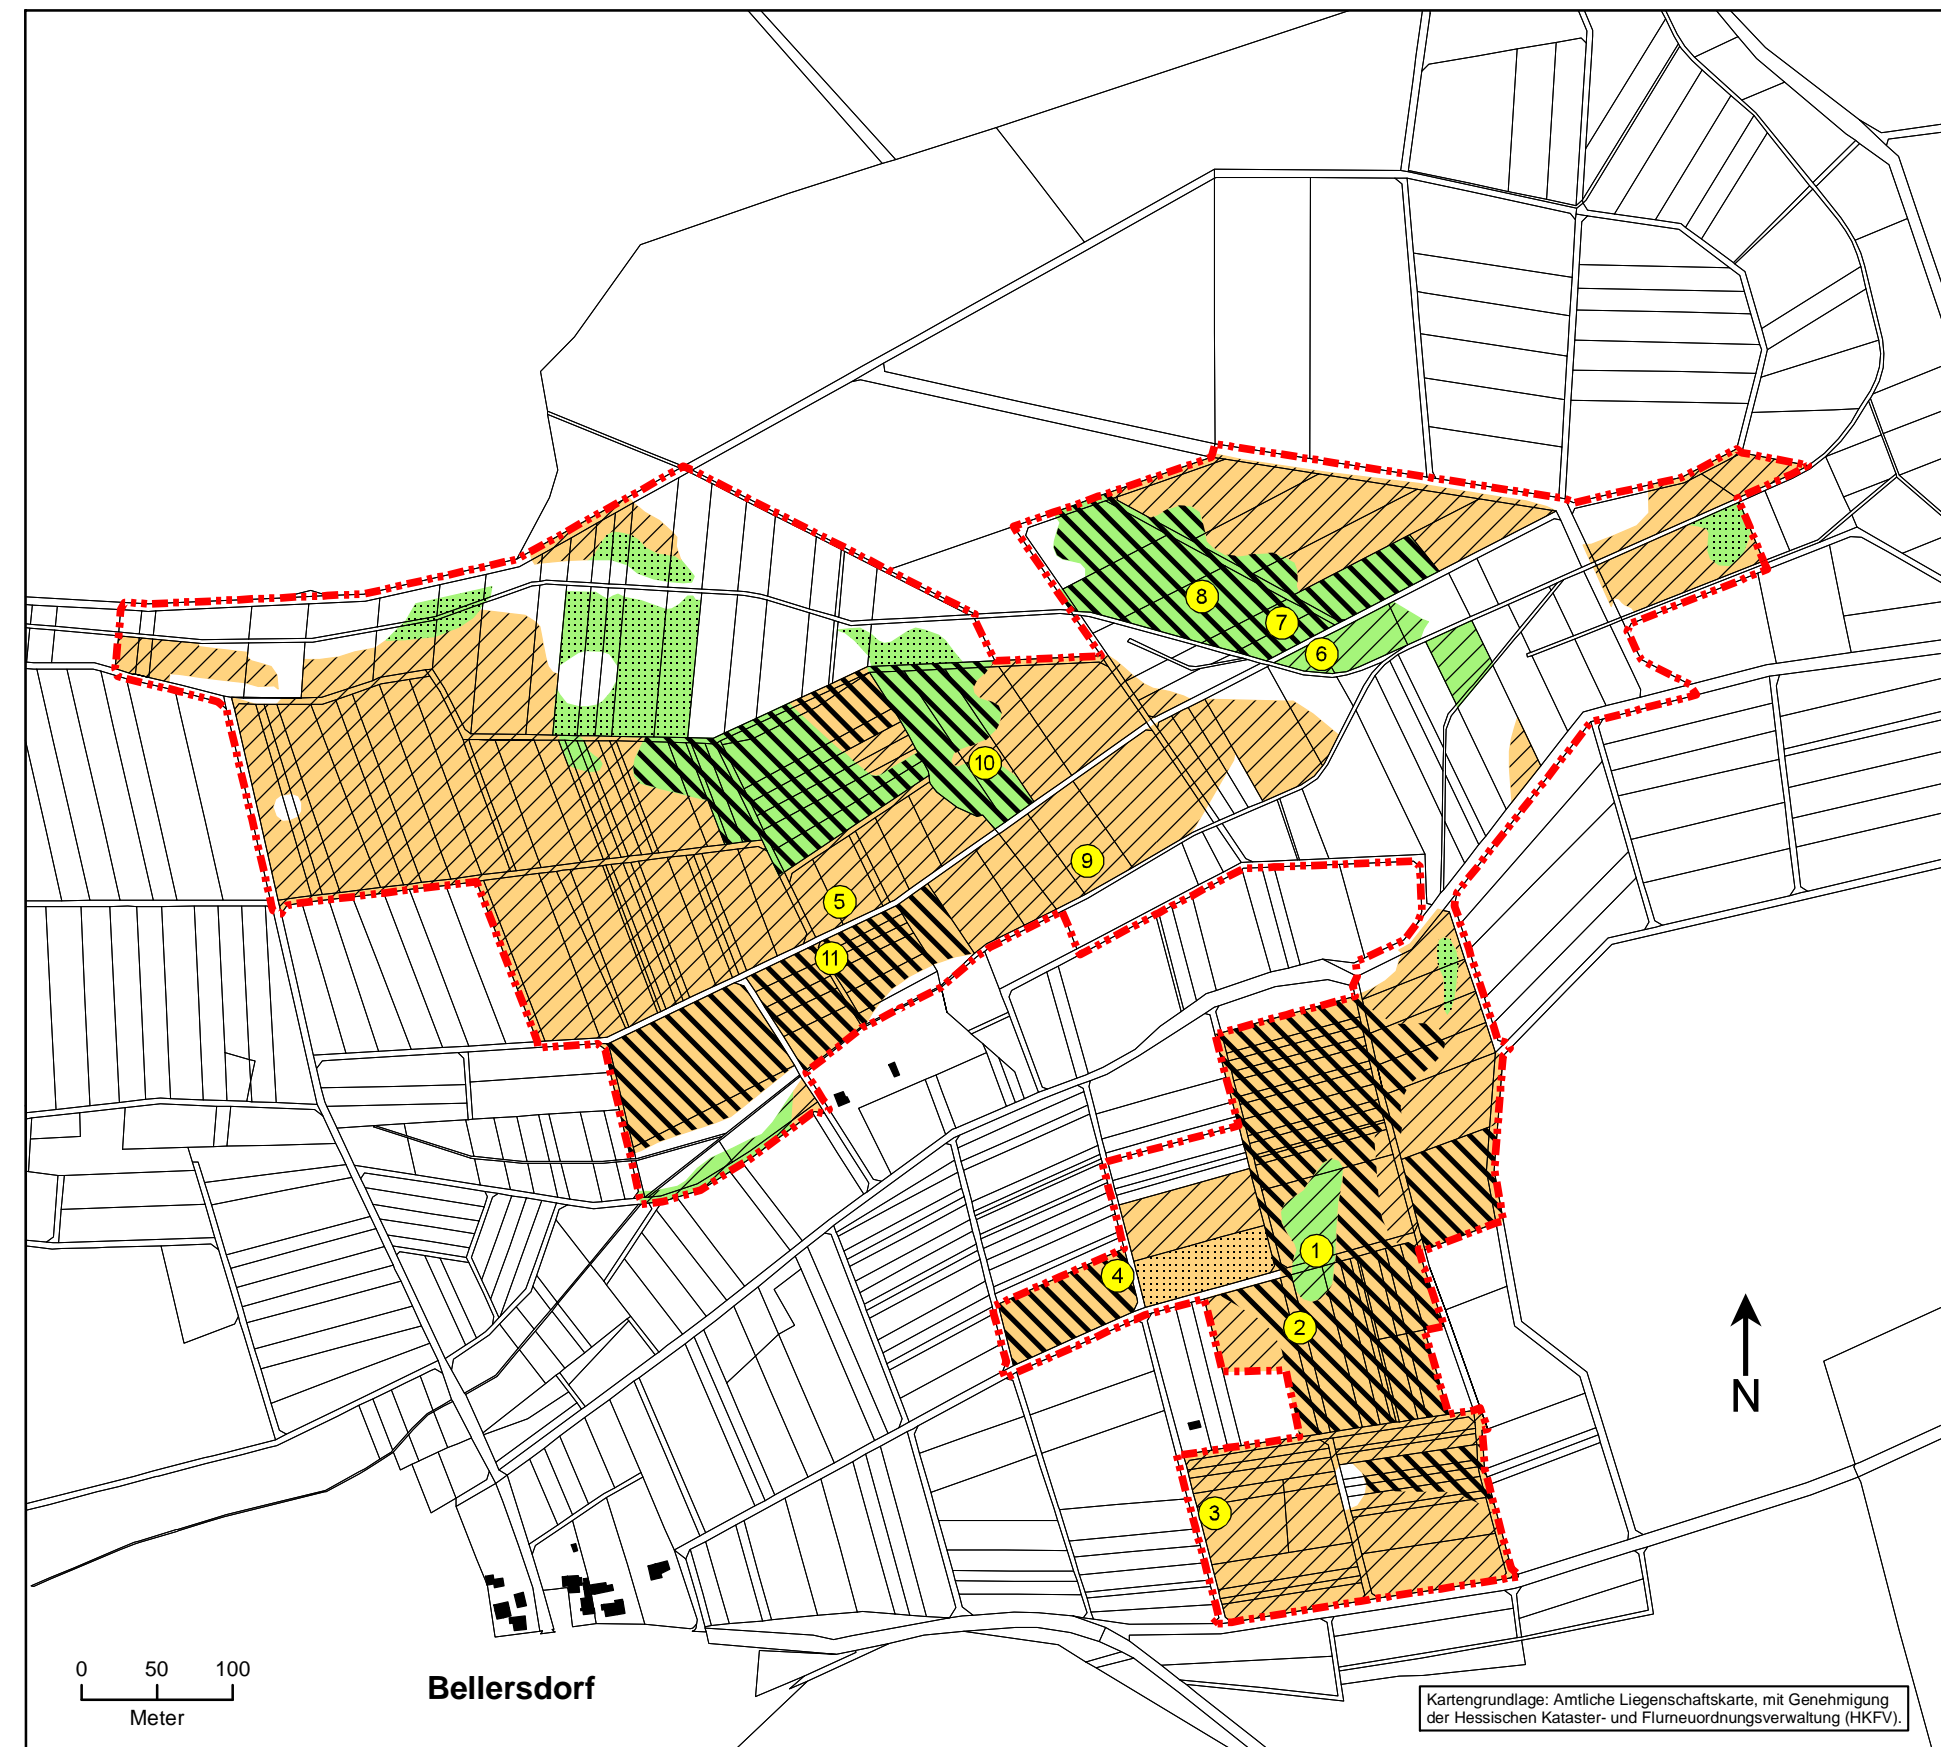 8
7
6
10
9
5
11
1
4
2
3
N
0 50 100
Meter
Bellersdorf
Kartengrundlage: Amtliche Liegenschaftskarte, mit Genehmigung
der Hessischen Kataster- und Flurneuordnungsverwaltung (HKFV).